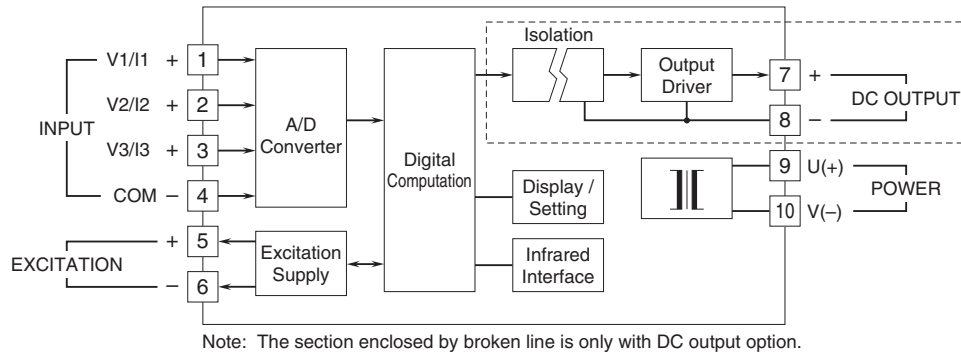 Isolation
V1/I1 + 1
V2/I2 + 2
V3/I3 + 3
COM – 4
INPUT
A/D
Converter
Digital
Computation
Output
Driver
7 +
8 –
DC OUTPUT
9 U(+)
10 V(–)
POWER
Display /
Setting
Infrared
Interface
+ 5
– 6
EXCITATION
Excitation
Supply
Note: The section enclosed by broken line is only with DC output option.